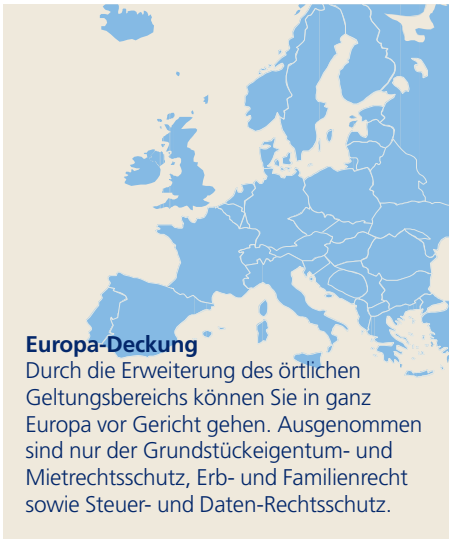 Europa-Deckung
Durch die Erweiterung des örtlichen
Geltungsbereichs können Sie in ganz
Europa vor Gericht gehen. Ausgenommen
sind nur der Grundstückeigentum- und
Mietrechtsschutz, Erb- und Familienrecht
sowie Steuer- und Daten-Rechtsschutz.